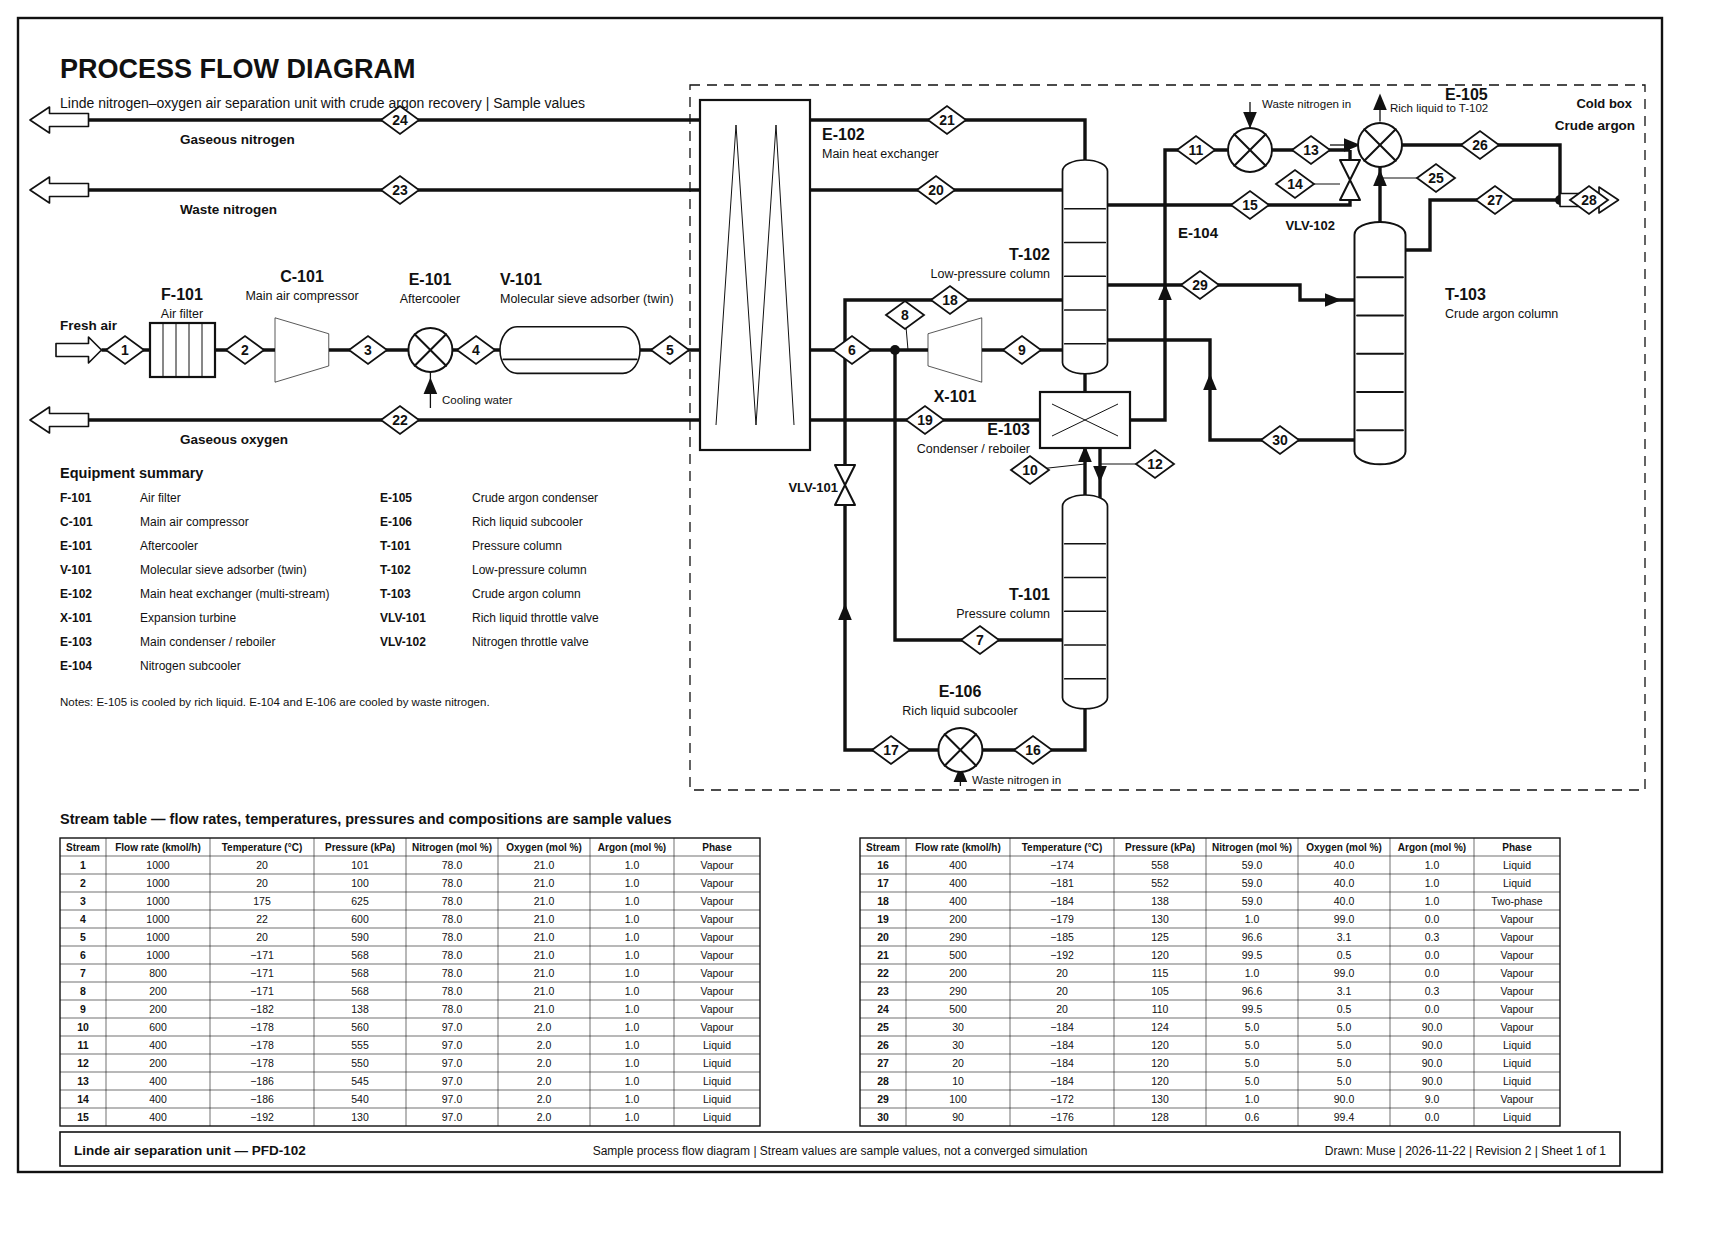 PROCESS FLOW DIAGRAM
Linde nitrogen–oxygen air separation unit with crude argon recovery | Sample values
E-105
Waste nitrogen in
Rich liquid to T-102
Cold box
Crude argon
24
21
Gaseous nitrogen
E-102
Main heat exchanger
11
13
26
23
20
14
25
15
27
28
Waste nitrogen
VLV-102
E-104
T-102
Low-pressure column
C-101
Main air compressor
E-101
Aftercooler
V-101
Molecular sieve adsorber (twin)
29
F-101
Air filter
18
8
T-103
Crude argon column
Fresh air
1
2
3
4
5
6
9
Cooling water
X-101
22
19
E-103
Condenser / reboiler
30
Gaseous oxygen
10
12
VLV-101
Equipment summary
F-101 Air filter E-105 Crude argon condenser
C-101 Main air compressor E-106 Rich liquid subcooler
E-101 Aftercooler T-101 Pressure column
V-101 Molecular sieve adsorber (twin) T-102 Low-pressure column
E-102 Main heat exchanger (multi-stream) T-103 Crude argon column
X-101 Expansion turbine VLV-101 Rich liquid throttle valve
E-103 Main condenser / reboiler VLV-102 Nitrogen throttle valve
E-104 Nitrogen subcooler
T-101
Pressure column
7
Notes: E-105 is cooled by rich liquid. E-104 and E-106 are cooled by waste nitrogen.
E-106
Rich liquid subcooler
17
16
Waste nitrogen in
Stream table — flow rates, temperatures, pressures and compositions are sample values
Stream Flow rate (kmol/h) Temperature (°C) Pressure (kPa) Nitrogen (mol %) Oxygen (mol %) Argon (mol %) Phase
1 1000 20 101 78.0 21.0 1.0 Vapour
2 1000 20 100 78.0 21.0 1.0 Vapour
3 1000 175 625 78.0 21.0 1.0 Vapour
4 1000 22 600 78.0 21.0 1.0 Vapour
5 1000 20 590 78.0 21.0 1.0 Vapour
6 1000 −171 568 78.0 21.0 1.0 Vapour
7 800 −171 568 78.0 21.0 1.0 Vapour
8 200 −171 568 78.0 21.0 1.0 Vapour
9 200 −182 138 78.0 21.0 1.0 Vapour
10 600 −178 560 97.0 2.0 1.0 Vapour
11 400 −178 555 97.0 2.0 1.0 Liquid
12 200 −178 550 97.0 2.0 1.0 Liquid
13 400 −186 545 97.0 2.0 1.0 Liquid
14 400 −186 540 97.0 2.0 1.0 Liquid
15 400 −192 130 97.0 2.0 1.0 Liquid
Stream Flow rate (kmol/h) Temperature (°C) Pressure (kPa) Nitrogen (mol %) Oxygen (mol %) Argon (mol %) Phase
16 400 −174 558 59.0 40.0 1.0 Liquid
17 400 −181 552 59.0 40.0 1.0 Liquid
18 400 −184 138 59.0 40.0 1.0 Two-phase
19 200 −179 130 1.0 99.0 0.0 Vapour
20 290 −185 125 96.6 3.1 0.3 Vapour
21 500 −192 120 99.5 0.5 0.0 Vapour
22 200 20 115 1.0 99.0 0.0 Vapour
23 290 20 105 96.6 3.1 0.3 Vapour
24 500 20 110 99.5 0.5 0.0 Vapour
25 30 −184 124 5.0 5.0 90.0 Vapour
26 30 −184 120 5.0 5.0 90.0 Liquid
27 20 −184 120 5.0 5.0 90.0 Liquid
28 10 −184 120 5.0 5.0 90.0 Liquid
29 100 −172 130 1.0 90.0 9.0 Vapour
30 90 −176 128 0.6 99.4 0.0 Liquid
Linde air separation unit — PFD-102
Sample process flow diagram | Stream values are sample values, not a converged simulation
Drawn: Muse | 2026-11-22 | Revision 2 | Sheet 1 of 1